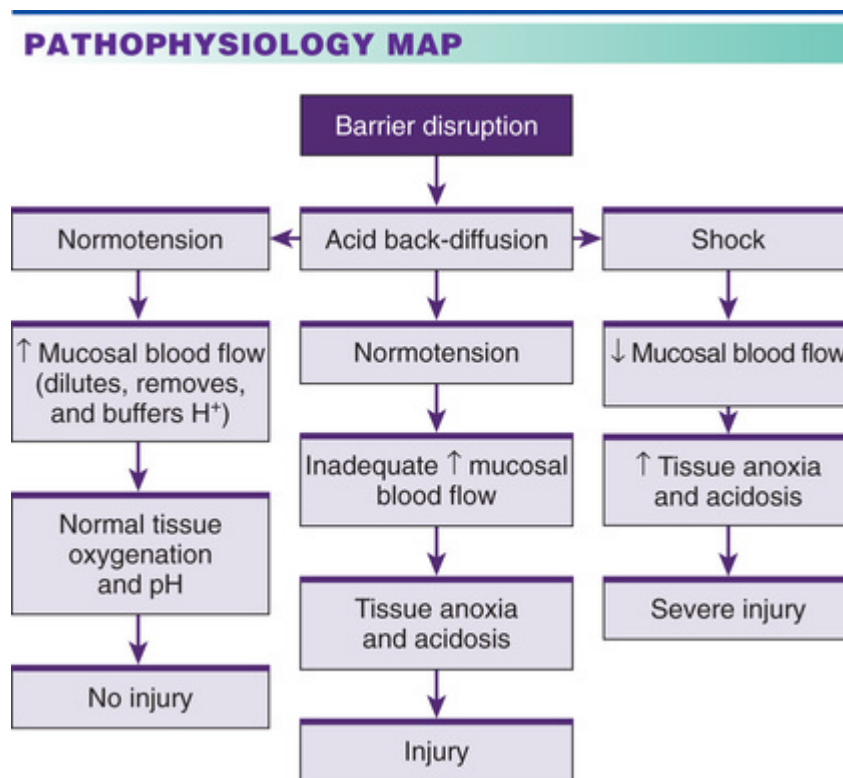 PATHOPHYSIOLOGY MAP
Barrier disruption
Normotension
Acid back-diffusion
Shock
↑ Mucosal blood flow
(dilutes, removes,
and buffers H⁺)
Normal tissue
oxygenation
and pH
No injury
Normotension
Inadequate ↑ mucosal
blood flow
Tissue anoxia
and acidosis
Injury
↓ Mucosal blood flow
↑ Tissue anoxia
and acidosis
Severe injury